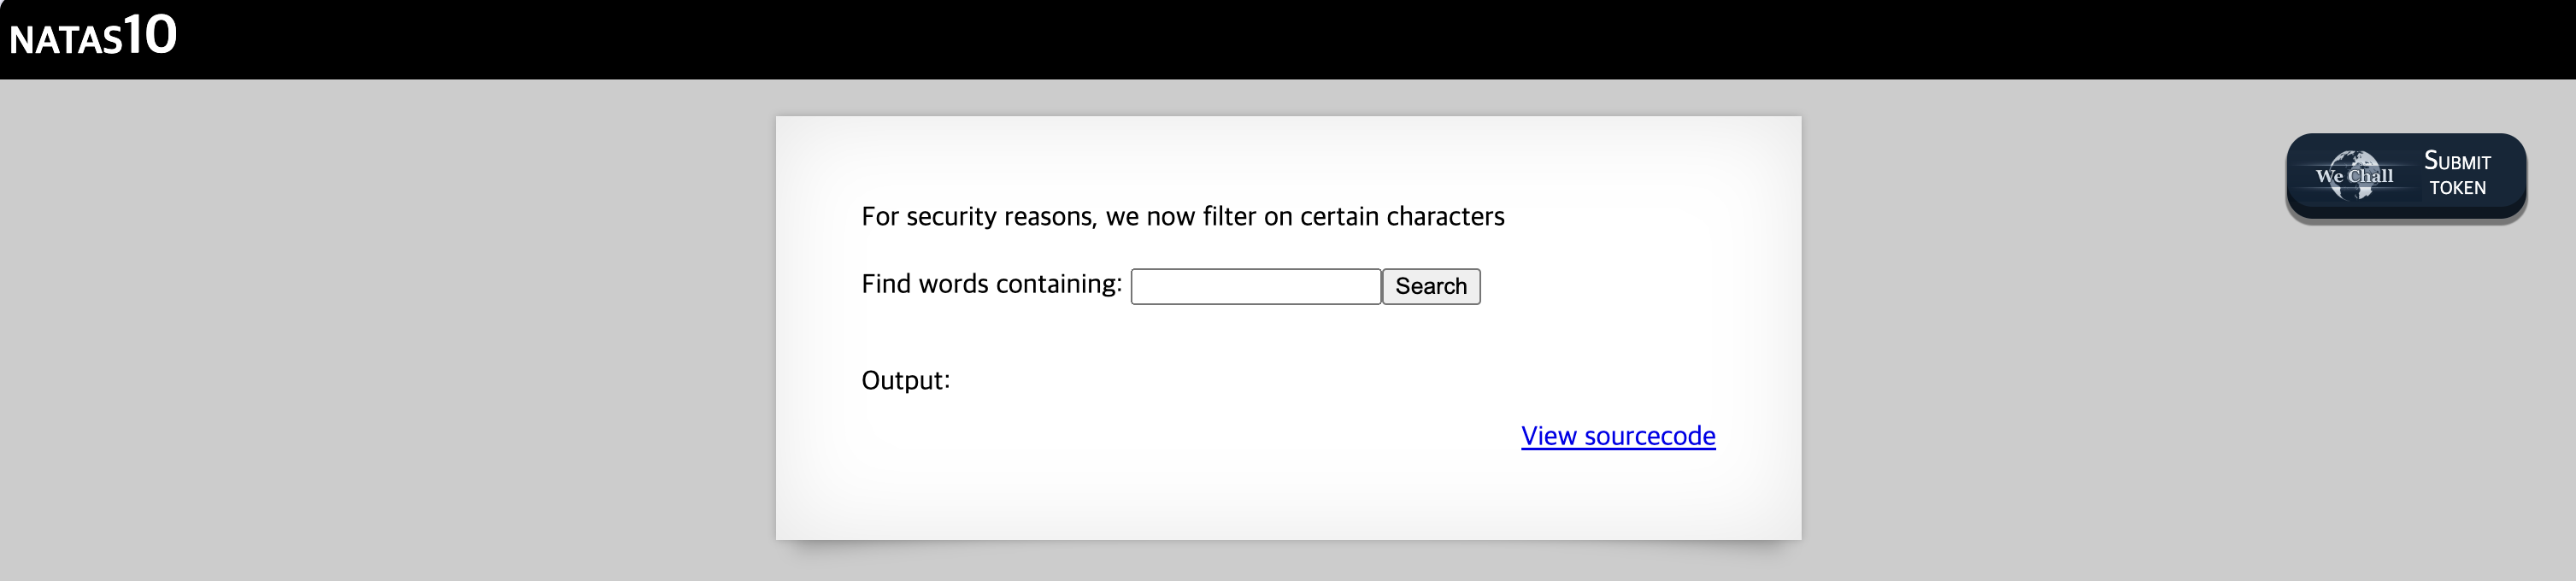 NATAS10
We Chall
SUBMIT
TOKEN
For security reasons, we now filter on certain characters
Find words containing: Search
Output:
View sourcecode